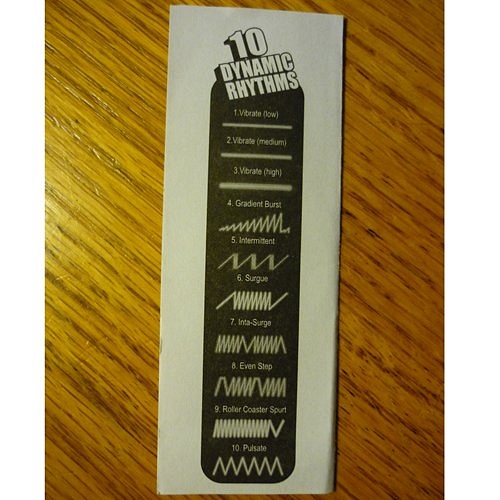 10
DYNAMIC
RHYTHMS
1.Vibrate (low)
2.Vibrate (medium)
3.Vibrate (high)
4. Gradient Burst
5. Intermittent
6. Surgue
7. Inta-Surge
8. Even Step
9. Roller Coaster Spurt
10. Pulsate